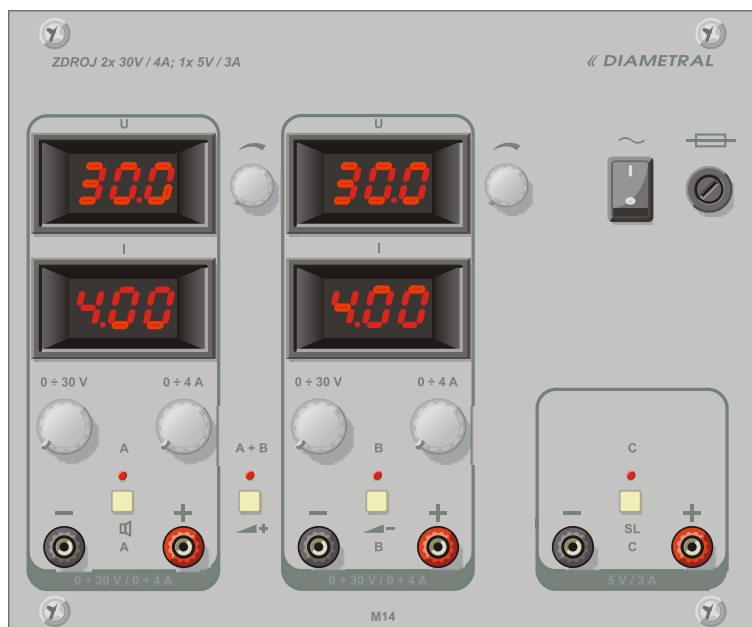 ZDROJ 2x 30V / 4A; 1x 5V / 3A
DIAMETRAL
U
U
30.0
30.0
I
I
4.00
4.00
0 ÷ 30 V
0 ÷ 4 A
0 ÷ 30 V
0 ÷ 4 A
A
A + B
B
C
SL
A
B
C
0 ÷ 30 V / 0 ÷ 4 A
0 ÷ 30 V / 0 ÷ 4 A
5 V / 3 A
M14